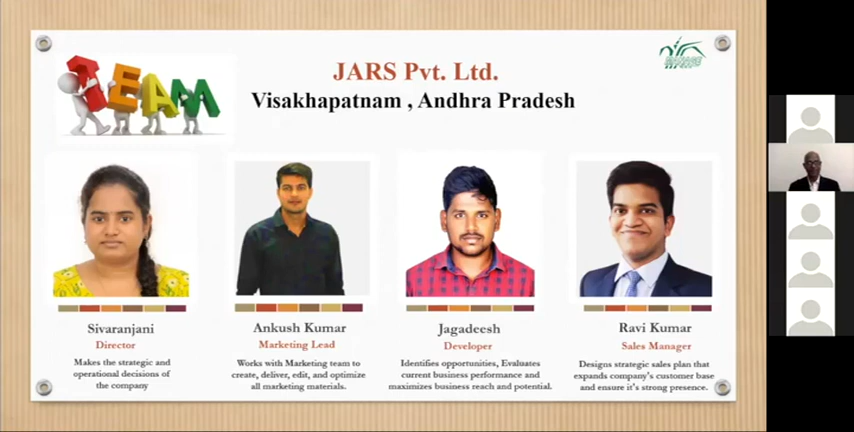 TEAM
JARS Pvt. Ltd.
Visakhapatnam , Andhra Pradesh
MANAGE
Sivaranjani
Director
Makes the strategic and
operational decisions of
the company
Ankush Kumar
Marketing Lead
Works with Marketing team to
create, deliver, edit, and optimize
all marketing materials.
Jagadeesh
Developer
Identifies opportunities, Evaluates
current business performance and
maximizes business reach and potential.
Ravi Kumar
Sales Manager
Designs strategic sales plan that
expands company's customer base
and ensure it's strong presence.